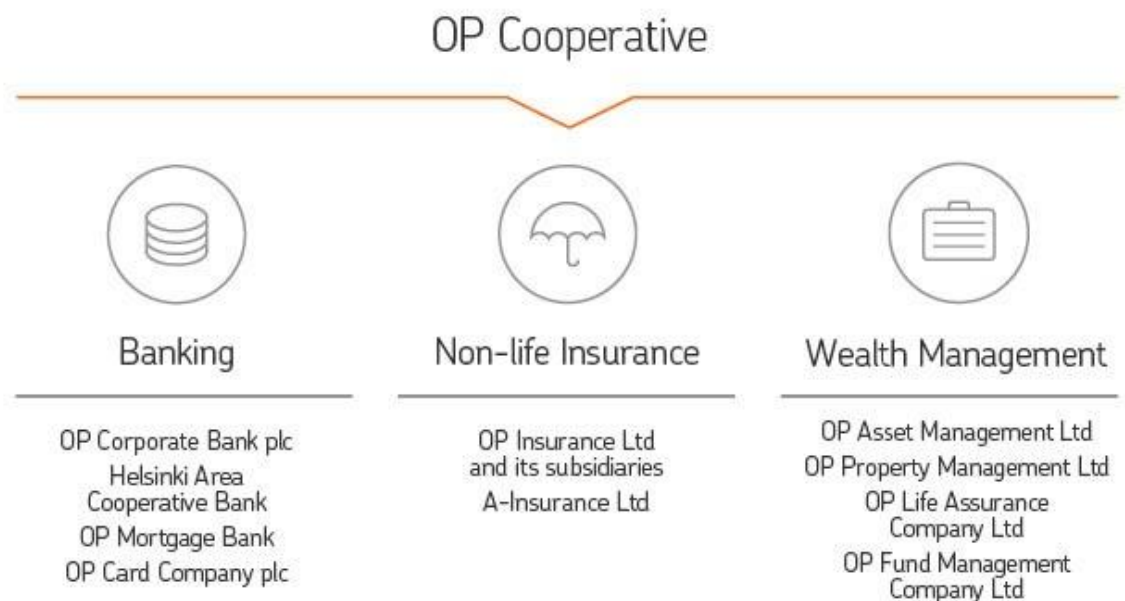 OP Cooperative
Banking
OP Corporate Bank plc
Helsinki Area
Cooperative Bank
OP Mortgage Bank
OP Card Company plc
Non-life Insurance
OP Insurance Ltd
and its subsidiaries
A-Insurance Ltd
Wealth Management
OP Asset Management Ltd
OP Property Management Ltd
OP Life Assurance
Company Ltd
OP Fund Management
Company Ltd